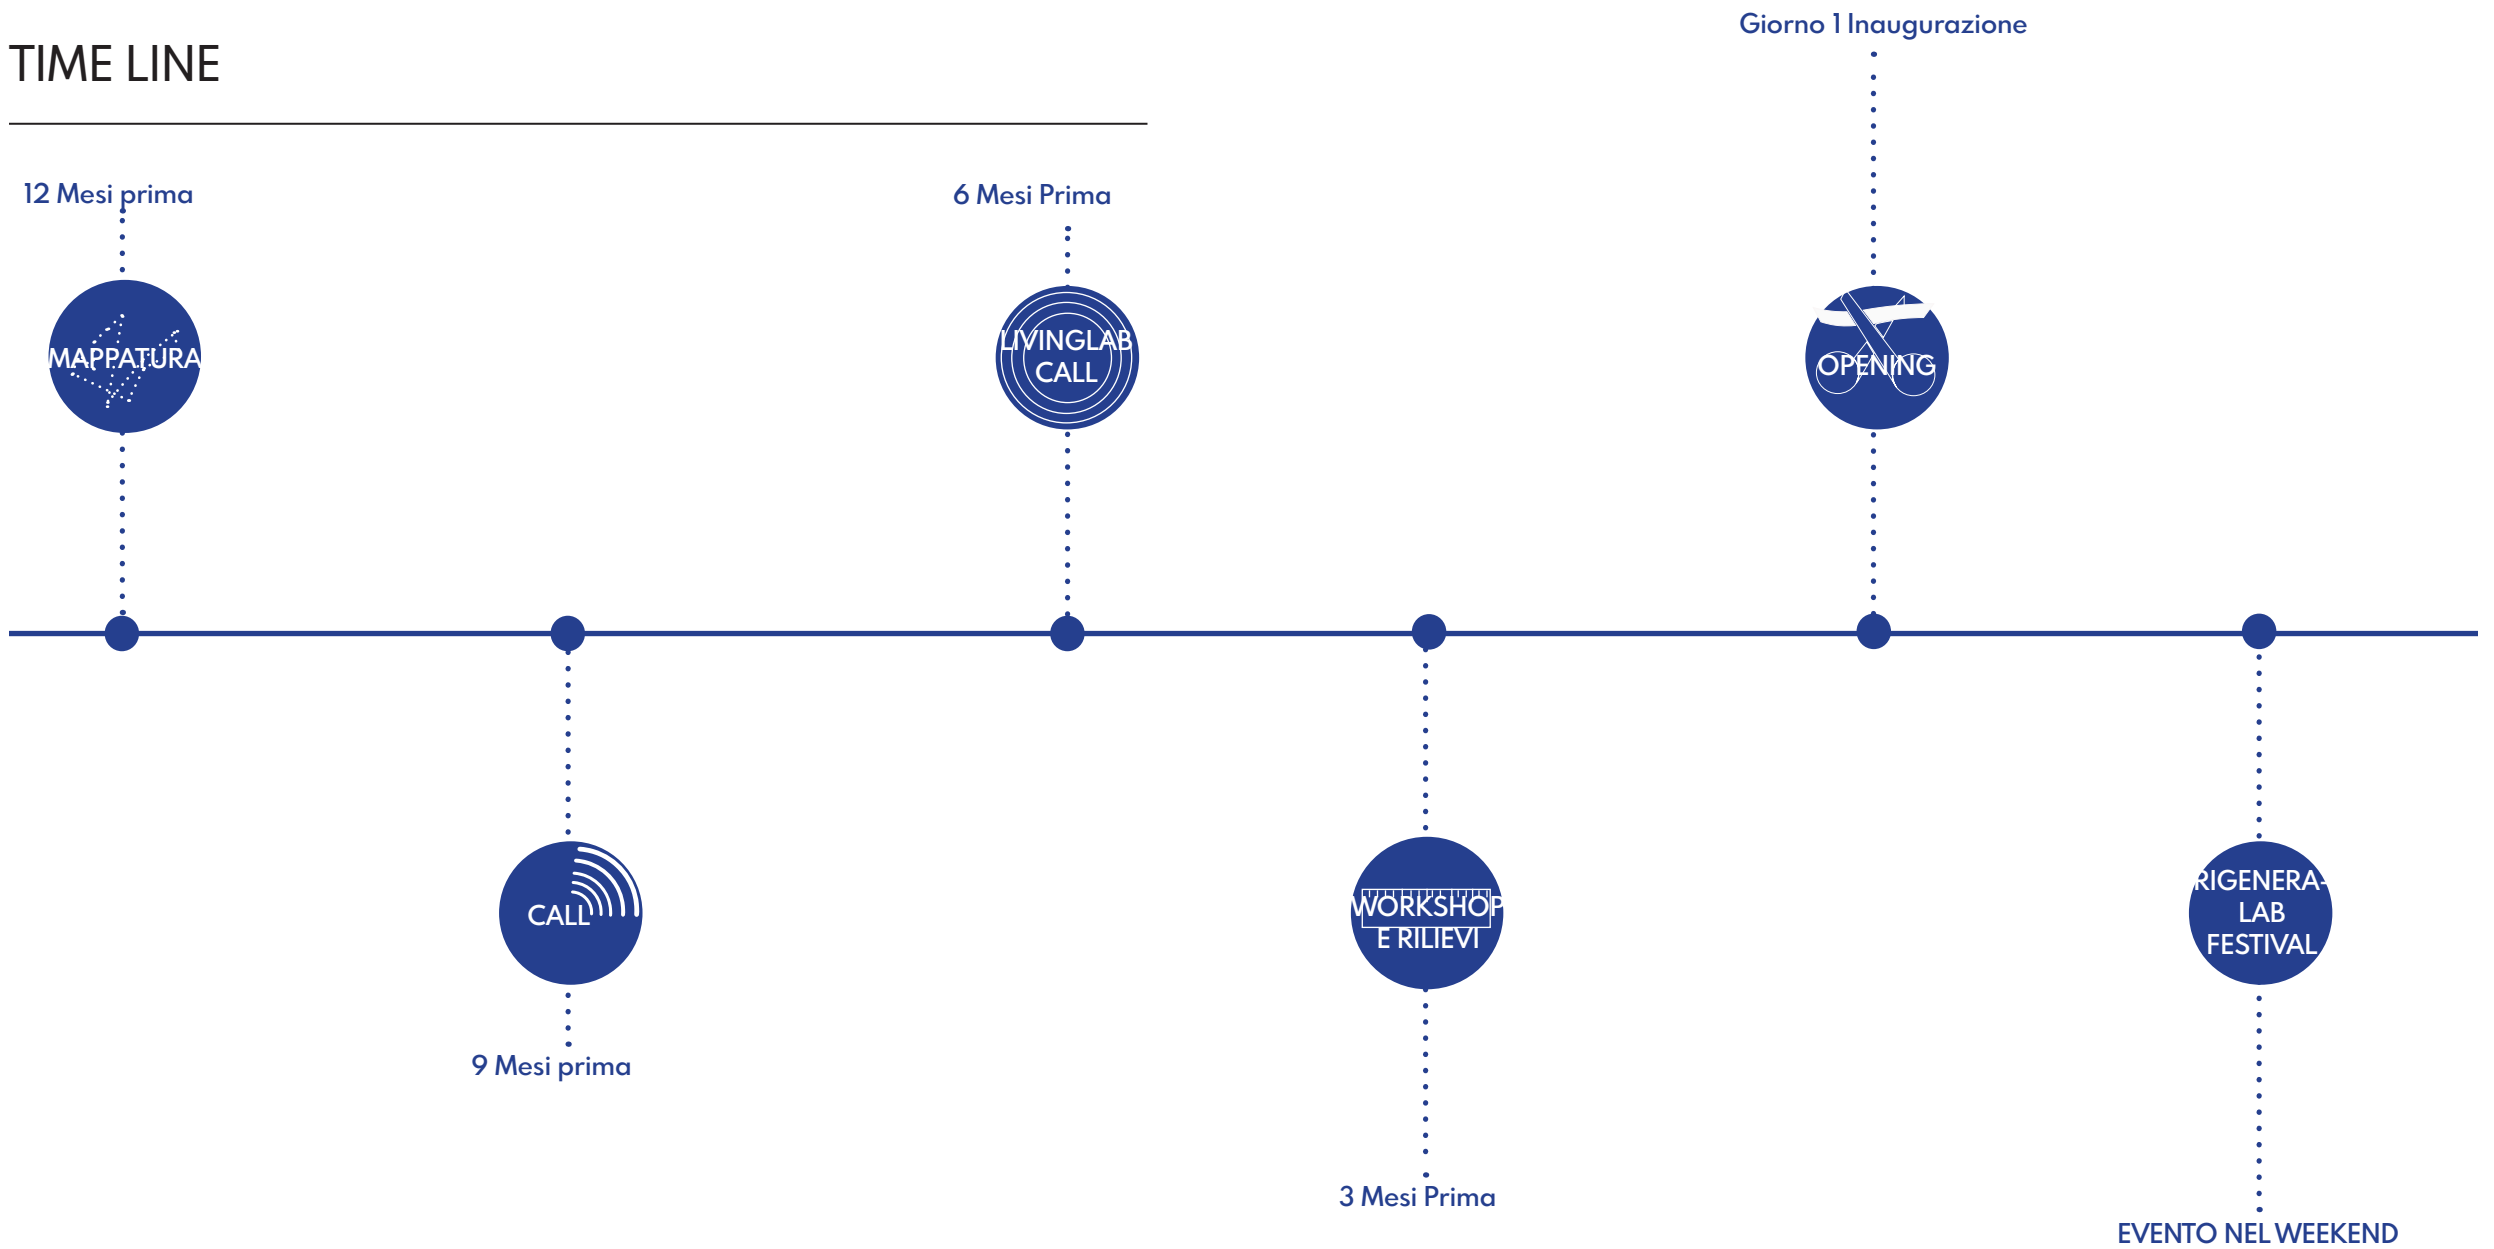 TIME LINE
12 Mesi prima
MAPPATURA
CALL
9 Mesi prima
6 Mesi Prima
LIVINGLAB
CALL
WORKSHOP
E RILIEVI
3 Mesi Prima
Giorno 1 Inaugurazione
OPENING
RIGENERA-
LAB
FESTIVAL
EVENTO NEL WEEKEND